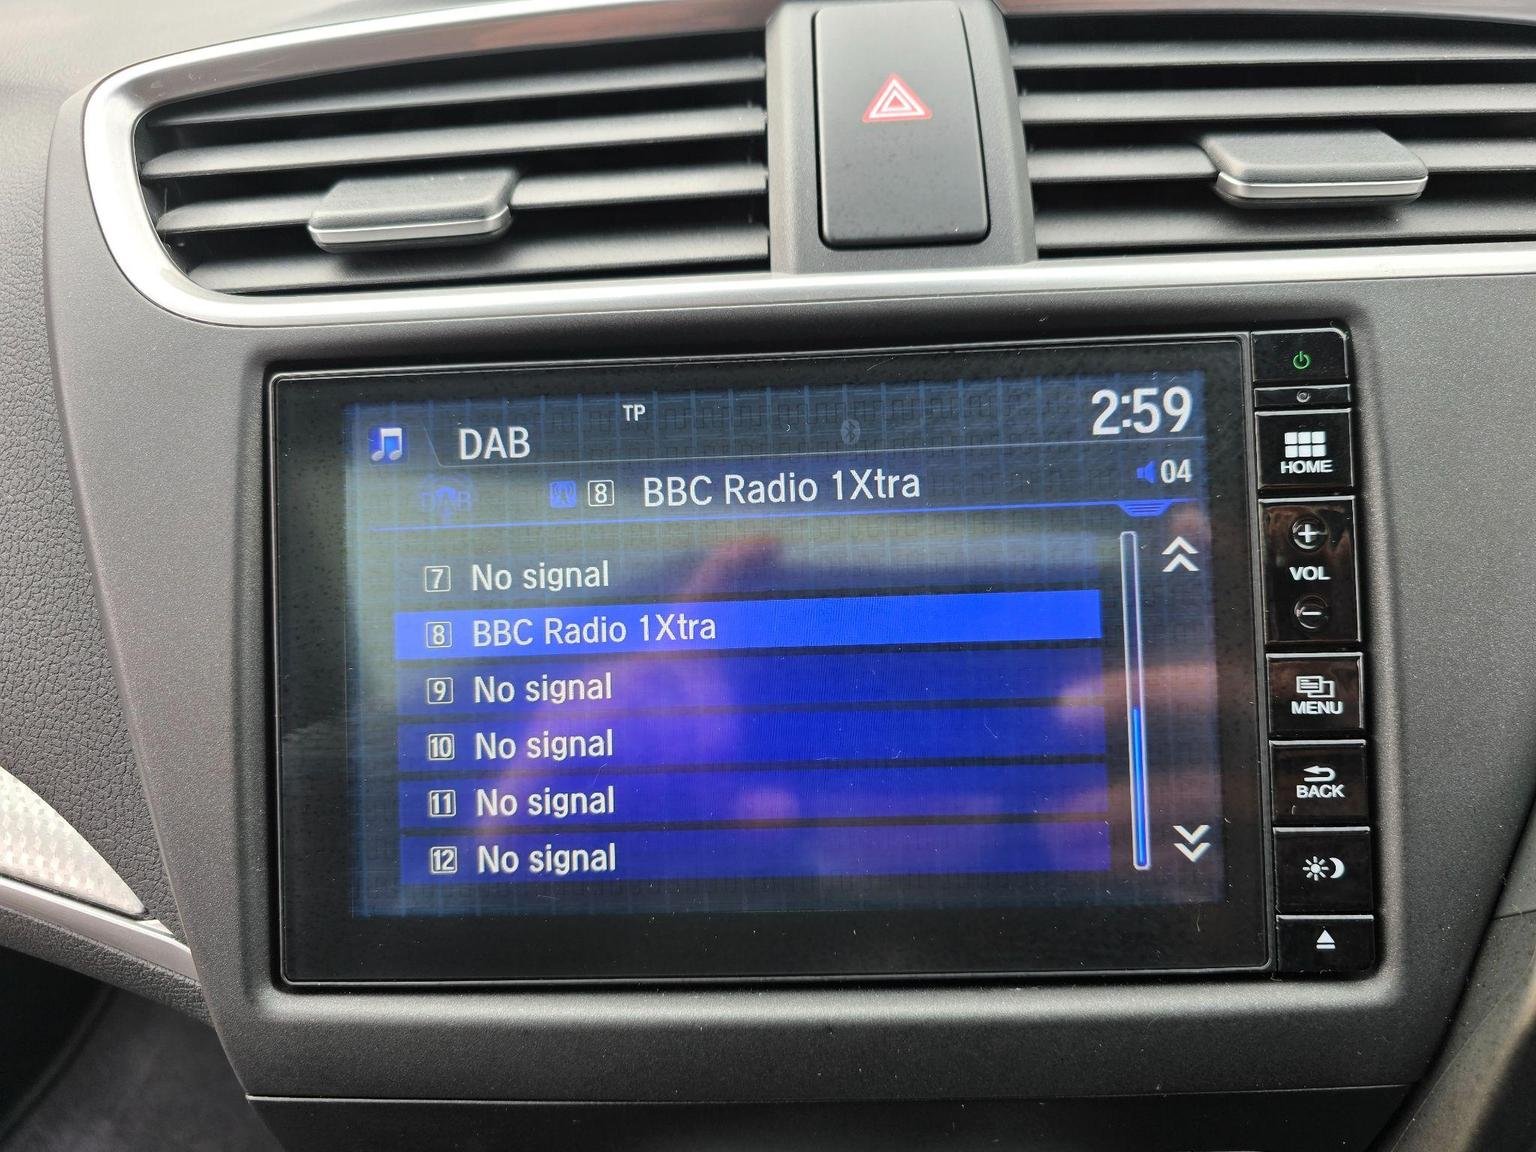 TP
DAB
2:59
8 BBC Radio 1Xtra
04
7 No signal
8 BBC Radio 1Xtra
9 No signal
10 No signal
11 No signal
12 No signal
HOME
VOL
MENU
BACK